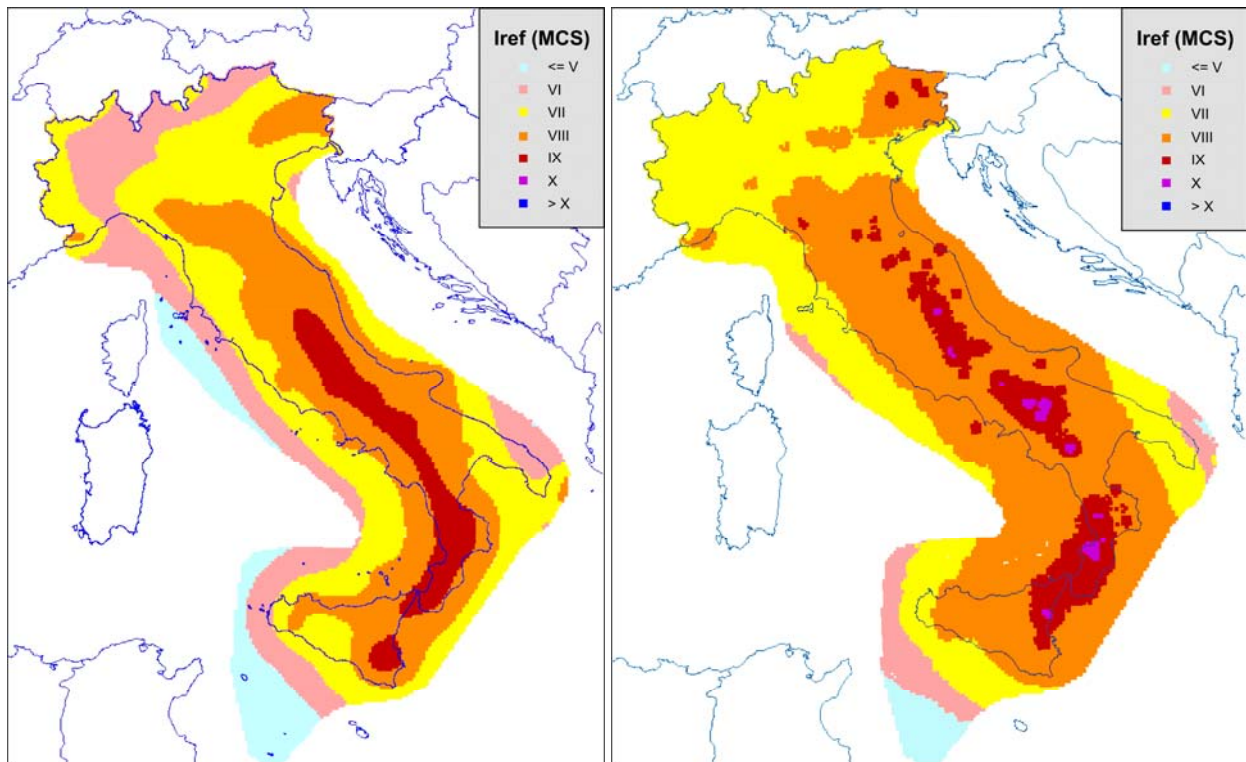 Iref (MCS)
<= V
VI
VII
VIII
IX
X
> X
Iref (MCS)
<= V
VI
VII
VIII
IX
X
> X